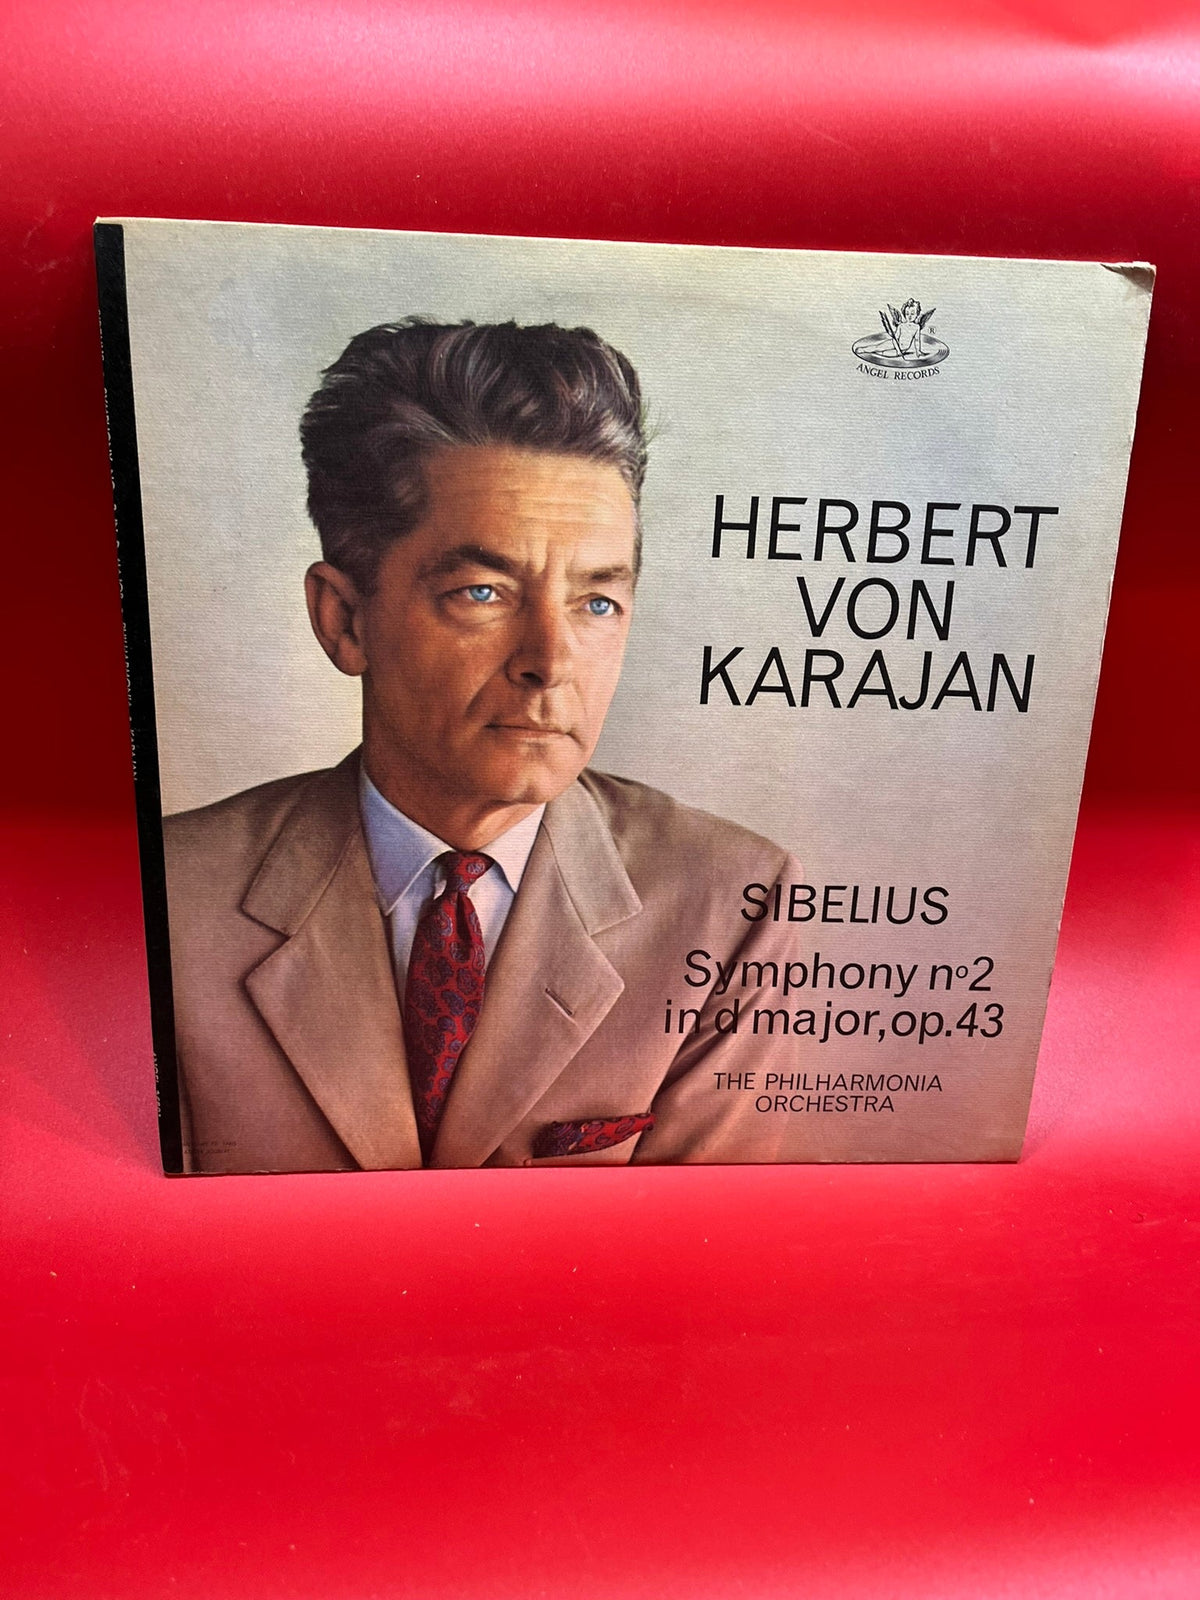 ®
ANGEL RECORDS
HERBERT
VON
KARAJAN
SIBELIUS
Symphony nº2
in d major, op.43
THE PHILHARMONIA
ORCHESTRA